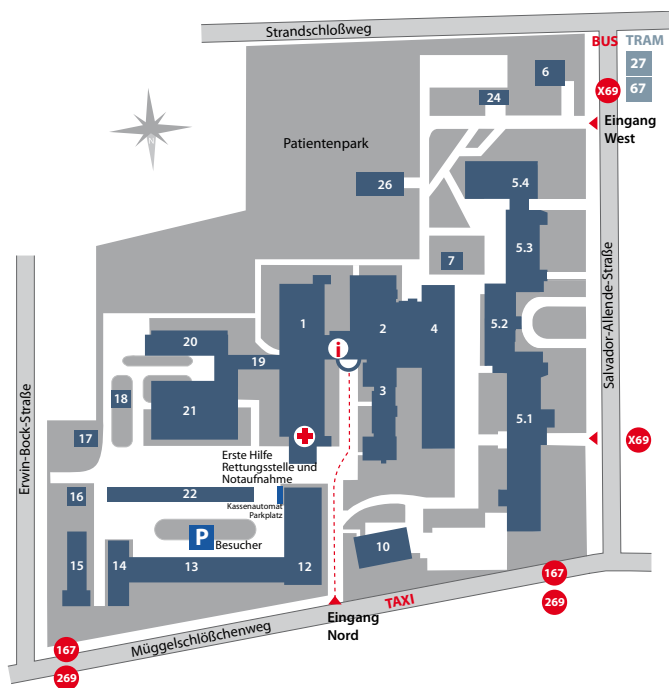 Strandschloßweg
BUS TRAM
27
67
X69
Eingang
West
6
24
Patientenpark
N
26
5.4
5.3
7
Salvador-Allende-Straße
1
2
4
5.2
i
20
19
3
18
21
5.1
X69
Erwin-Bock-Straße
17
Erste Hilfe
Rettungsstelle und
Notaufnahme
16
22
Kassenautomat
Parkplatz
P
Besucher
10
15
14
13
12
167
269
TAXI
Eingang
Nord
Müggelschlößchenweg
167
269